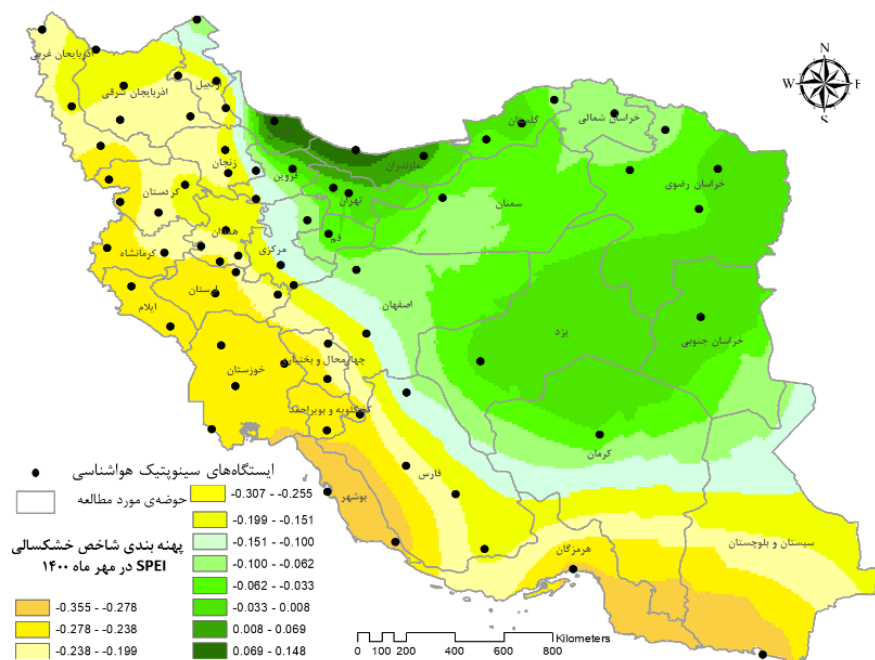 N
W E
S
آذربایجان غربی
آذربایجان شرقی
اردبیل
گلستان
خراسان شمالی
مازندران
زنجان
قزوین
خراسان رضوی
کردستان
تهران
سمنان
همدان
قم
مرکزی
کرمانشاه
لرستان
اصفهان
ایلام
یزد
خراسان جنوبی
چهارمحال و بختیاری
خوزستان
کهگلویه و بویراحمد
کرمان
فارس
بوشهر
هرمزگان
سیستان و بلوچستان
ایستگاه‌های سینوپتیک هواشناسی
حوضه‌ی مورد مطالعه
پهنه بندی شاخص خشکسالی
SPEI در مهر ماه ۱۴۰۰
-0.355 - -0.278
-0.278 - -0.238
-0.238 - -0.199
-0.307 - -0.255
-0.199 - -0.151
-0.151 - -0.100
-0.100 - -0.062
-0.062 - -0.033
-0.033 - 0.008
0.008 - 0.069
0.069 - 0.148
0 100 200 400 600 800 Kilometers